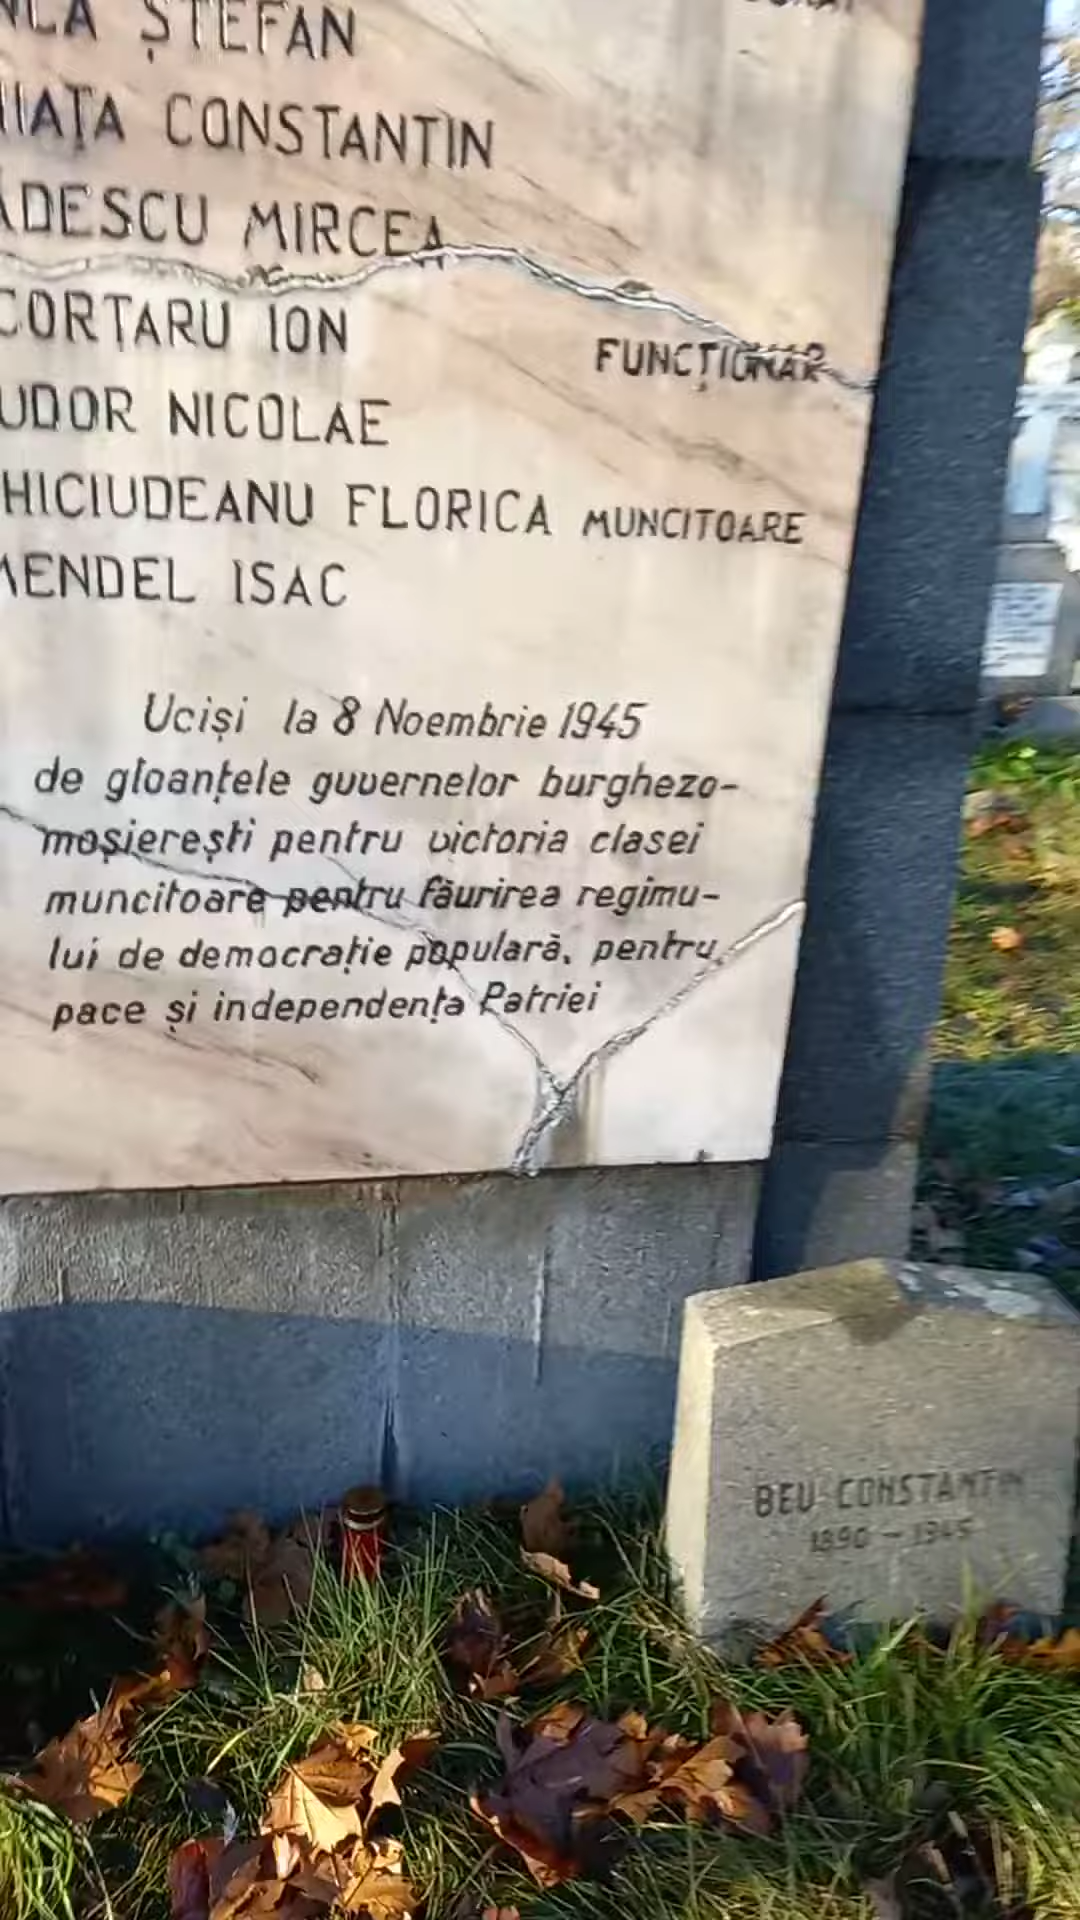 ȘTEFAN
CONSTANTIN
MIRCEA
ION FUNCȚIONAR
NICOLAE
FLORICA MUNCITOARE
ISAC
Uciși la 8 Noembrie 1945
de gloanțele guvernelor burghezo-
moșierești pentru victoria clasei
muncitoare pentru făurirea regimu-
lui de democrație populară, pentru
pace și independența Patriei
BEU CONSTANTIN
1890 - 1945